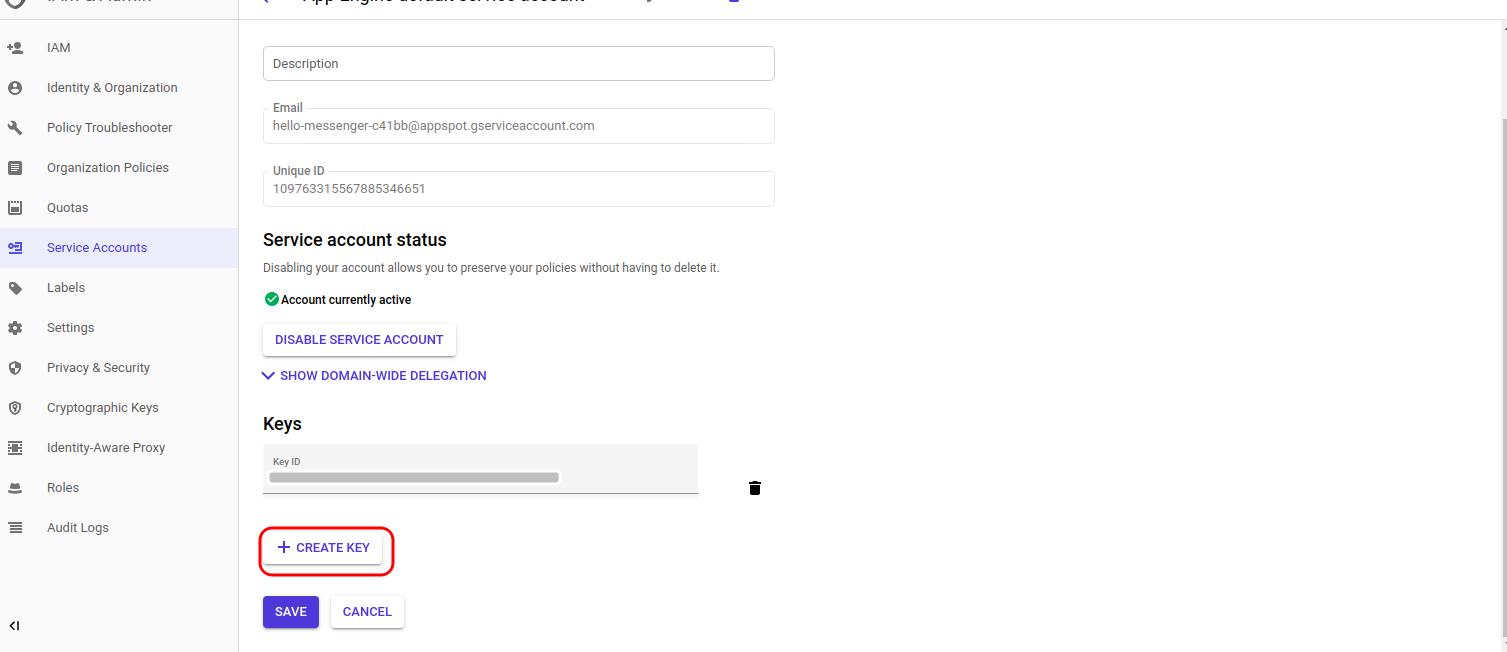 App Engine default service account
IAM
Identity & Organization
Policy Troubleshooter
Organization Policies
Quotas
Service Accounts
Labels
Settings
Privacy & Security
Cryptographic Keys
Identity-Aware Proxy
Roles
Audit Logs
Description
Email
hello-messenger-c41bb@appspot.gserviceaccount.com
Unique ID
109763315567885346651
Service account status
Disabling your account allows you to preserve your policies without having to delete it.
Account currently active
DISABLE SERVICE ACCOUNT
SHOW DOMAIN-WIDE DELEGATION
Keys
Key ID
CREATE KEY
SAVE
CANCEL